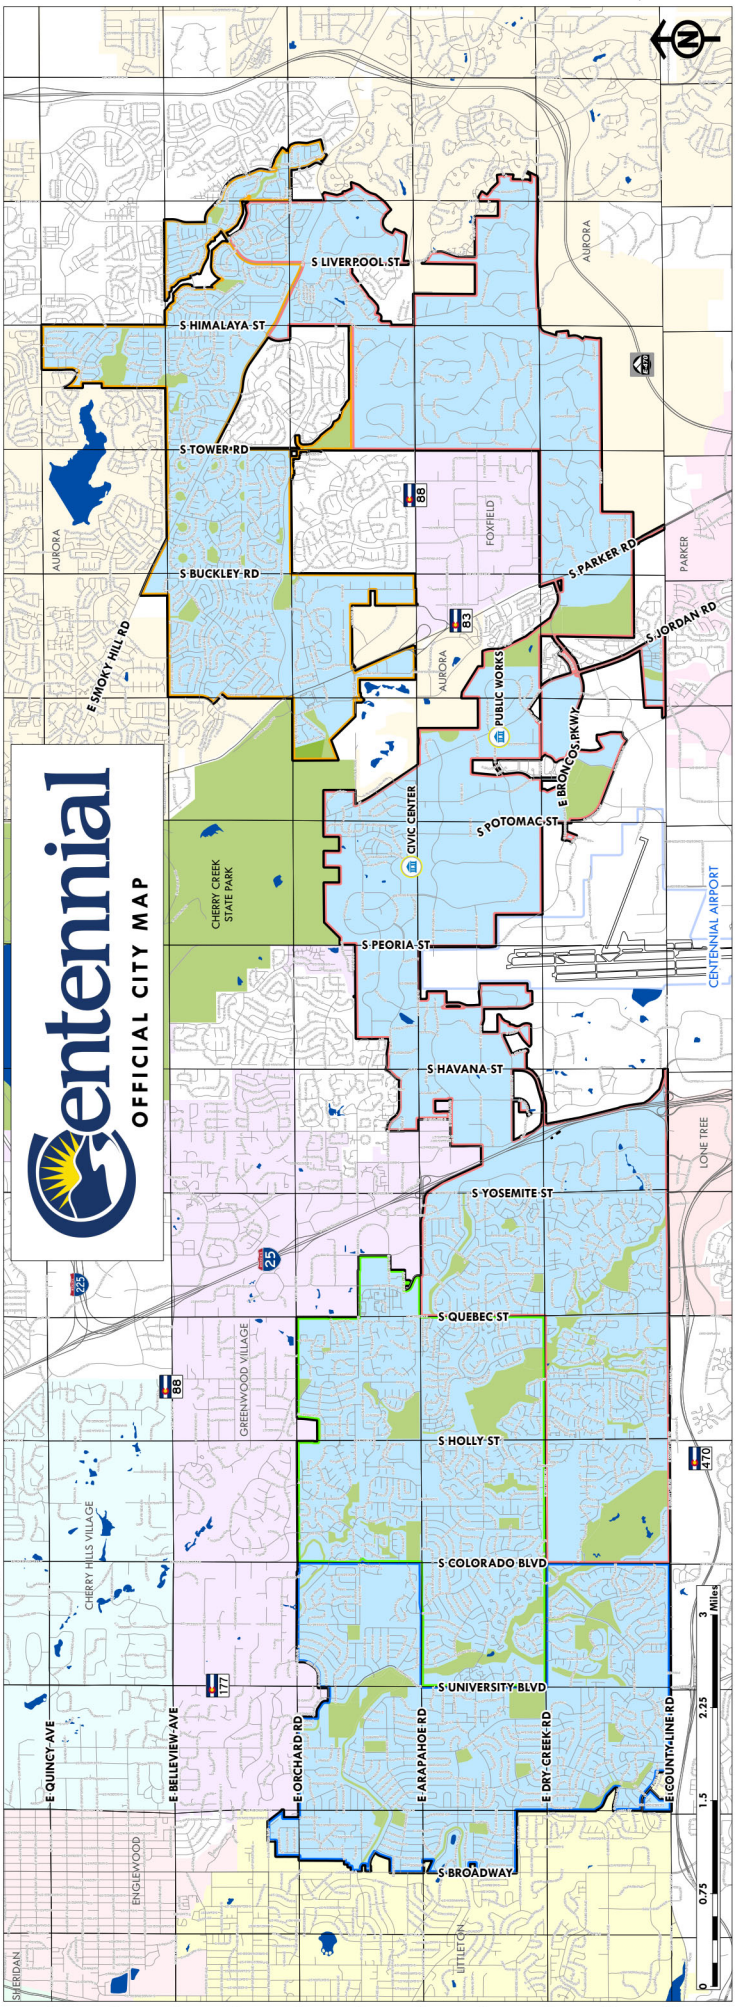 Centennial
OFFICIAL CITY MAP
N
AURORA
S LIVERPOOL ST
S HIMALAYA ST
E-470
S TOWER RD
AURORA
88
FOXFIELD
S BUCKLEY RD
S PARKER RD
PARKER
83
E SMOKY HILL RD
S JORDAN RD
AURORA
PUBLIC WORKS
E BRONCOS PKWY
CIVIC CENTER
S POTOMAC ST
CHERRY CREEK
STATE PARK
S PEORIA ST
CENTENNIAL AIRPORT
S HAVANA ST
LONE TREE
S YOSEMITE ST
25
225
S QUEBEC ST
GREENWOOD VILLAGE
88
S HOLLY ST
470
CHERRY HILLS VILLAGE
S COLORADO BLVD
177
S UNIVERSITY BLVD
E QUINCY AVE
E BELLEVIEW AVE
E ORCHARD RD
E ARAPAHOE RD
E DRY CREEK RD
E COUNTY LINE RD
S BROADWAY
ENGLEWOOD
SHERIDAN
LITTLETON
0 0.75 1.5 2.25 3
Miles